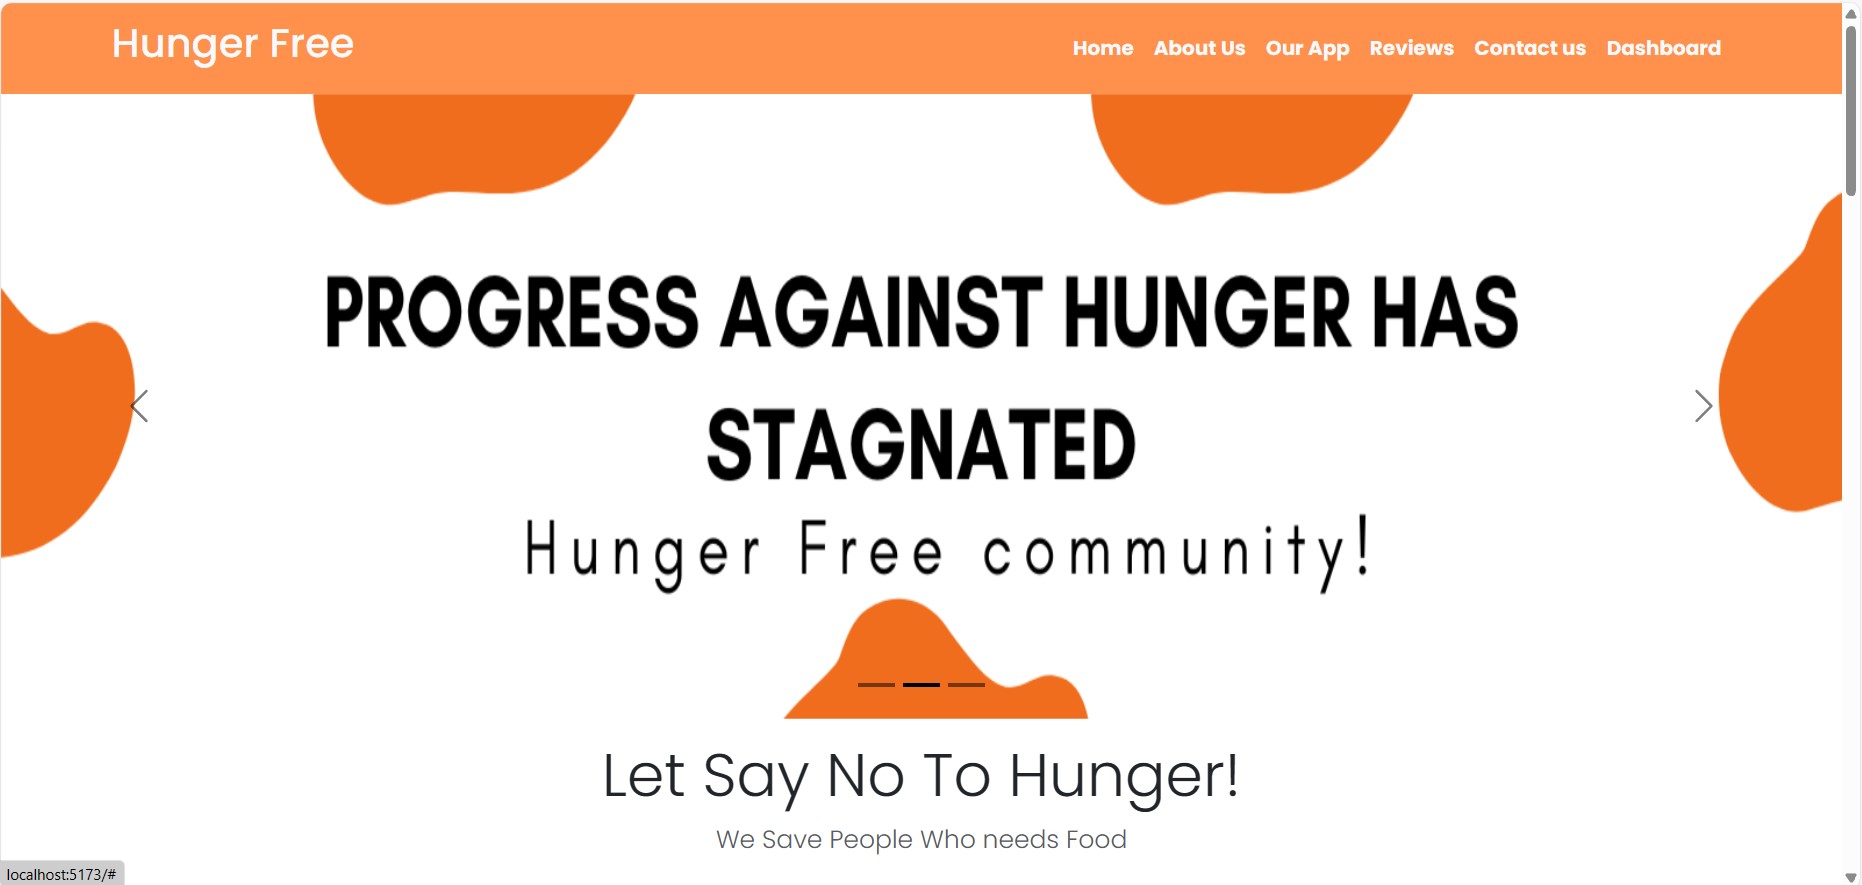 Hunger Free
Home About Us Our App Reviews Contact us Dashboard
PROGRESS AGAINST HUNGER HAS
STAGNATED
Hunger Free community!
Let Say No To Hunger!
We Save People Who needs Food
localhost:5173/#